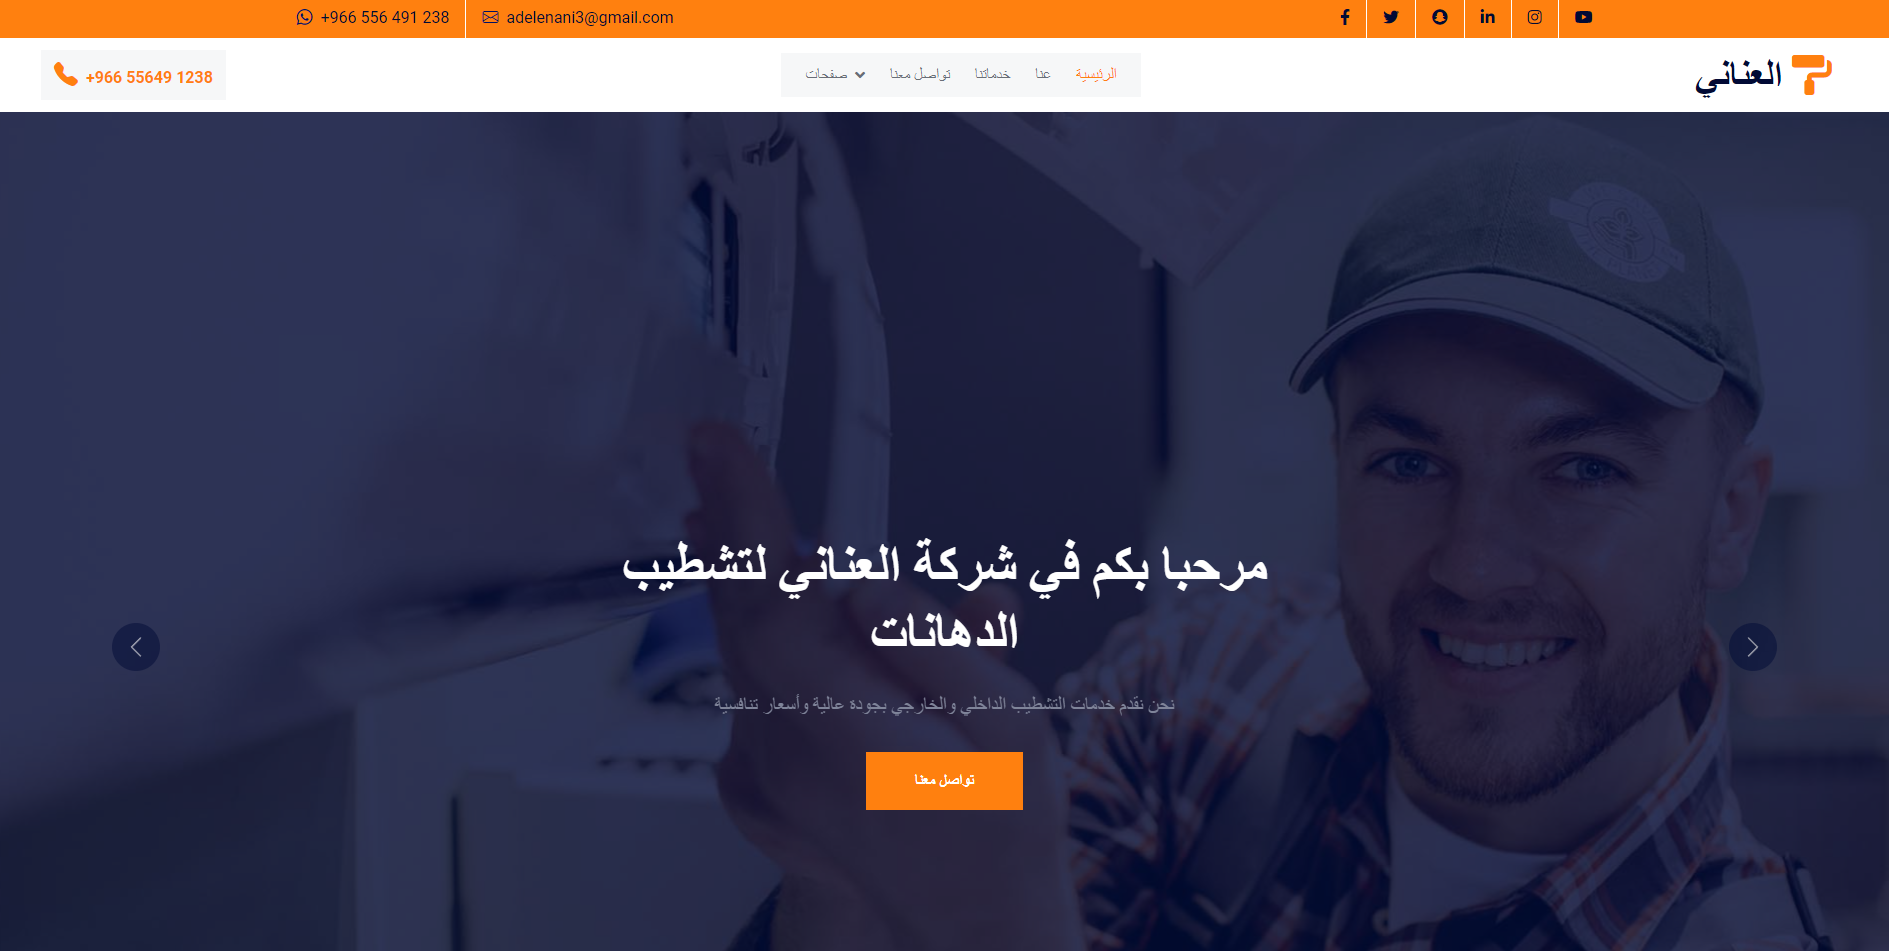 +966 556 491 238
adelenani3@gmail.com
العناني
الرئيسية
عنا
خدماتنا
تواصل معنا
صفحات
+966 55649 1238
مرحبا بكم في شركة العناني لتشطيب
الدهانات
نحن نقدم خدمات التشطيب الداخلي والخارجي بجودة عالية وأسعار تنافسية
تواصل معنا